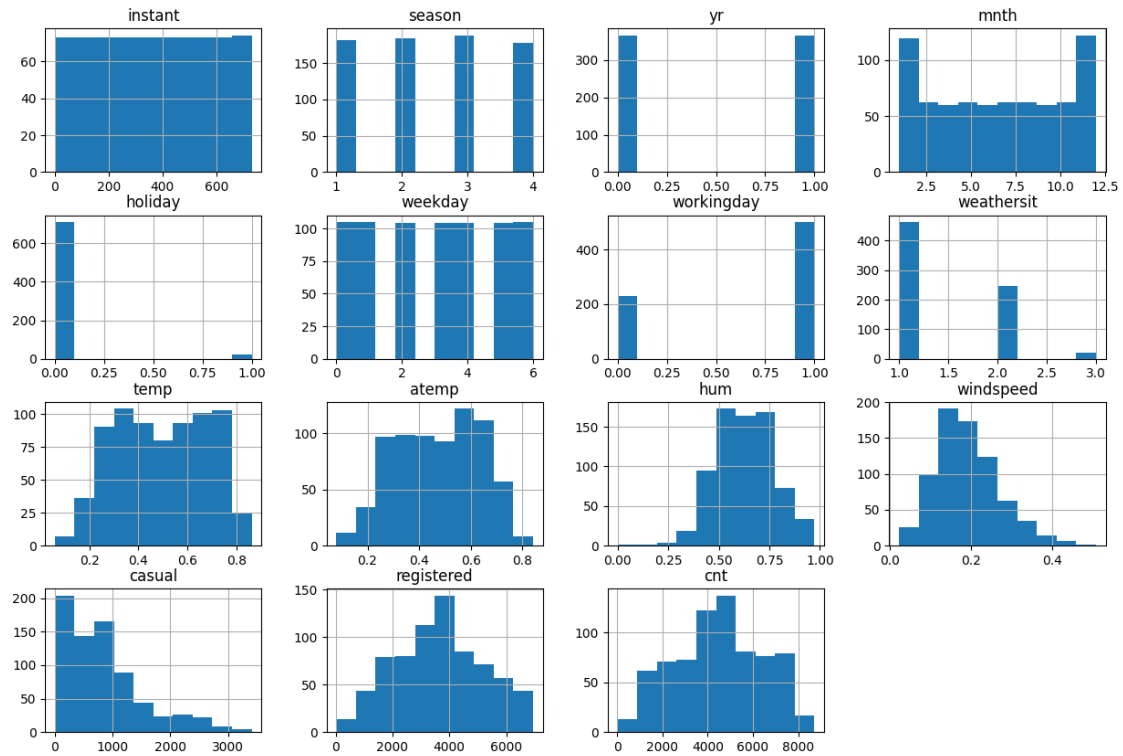 instant season yr mnth
60 150 300 100
40 100 200 50
20 50 100
0 0 0 0
0 200 400 600 1 2 3 4 0.00 0.25 0.50 0.75 1.00 2.5 5.0 7.5 10.0 12.5
holiday weekday workingday weathersit
600 100 400 400
400 75 200 300
200 50 0 200
0 25 100
0 0
0.00 0.25 0.50 0.75 1.00 0 2 4 6 0.00 0.25 0.50 0.75 1.00 1.0 1.5 2.0 2.5 3.0
temp atemp hum windspeed
100 100 150 200
75 50 100 150
50 0 50 100
25 0 50
0 0
0.2 0.4 0.6 0.8 0.2 0.4 0.6 0.8 0.00 0.25 0.50 0.75 1.00 0.0 0.2 0.4
casual registered cnt
200 150 100
150 100 50
100 50 0
50 0
0
0 1000 2000 3000 0 2000 4000 6000 0 2000 4000 6000 8000